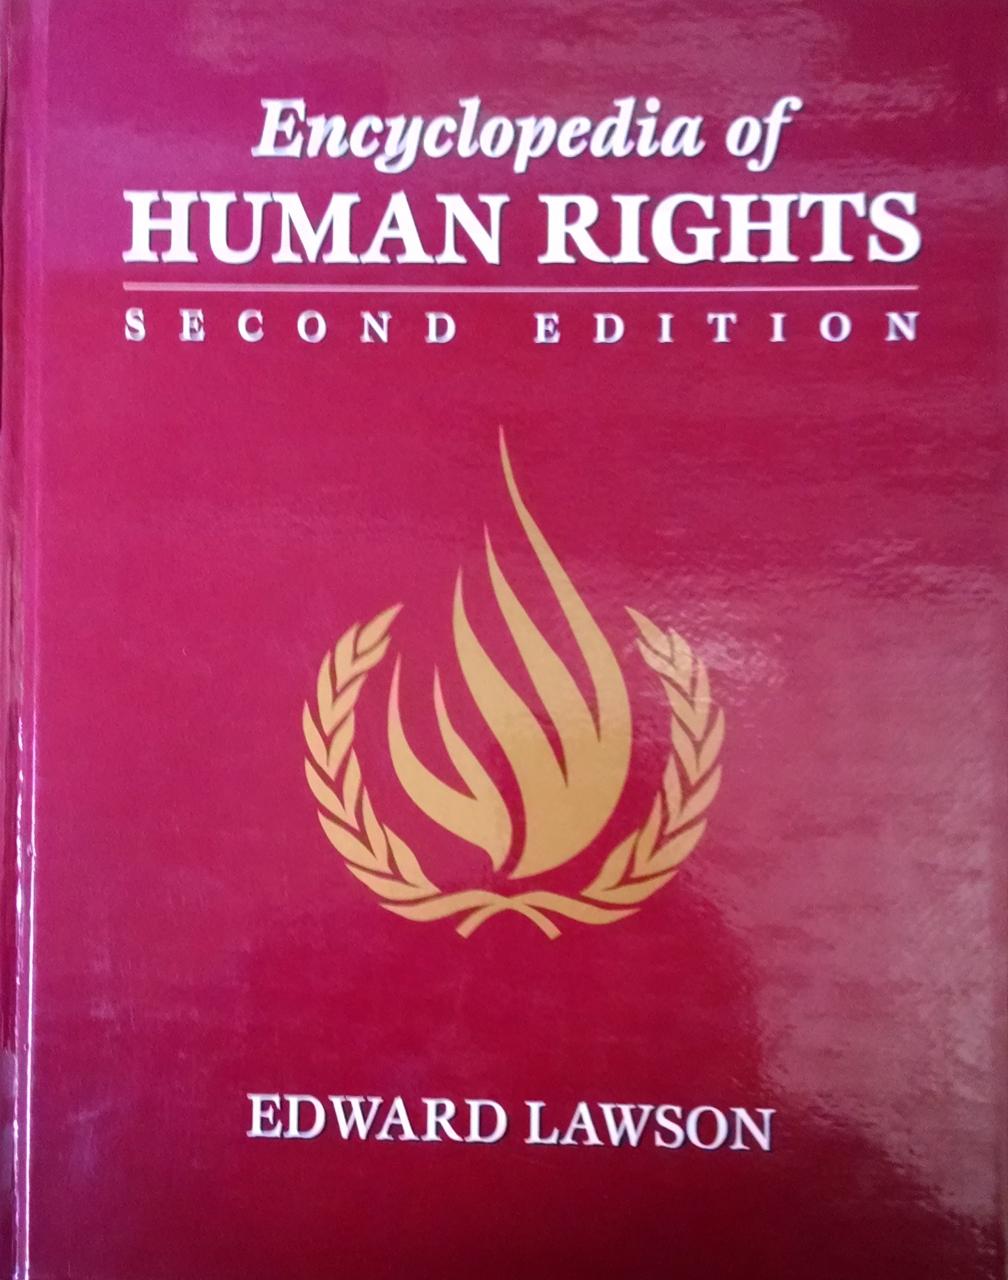 Encyclopedia of
HUMAN RIGHTS
SECOND EDITION
EDWARD LAWSON